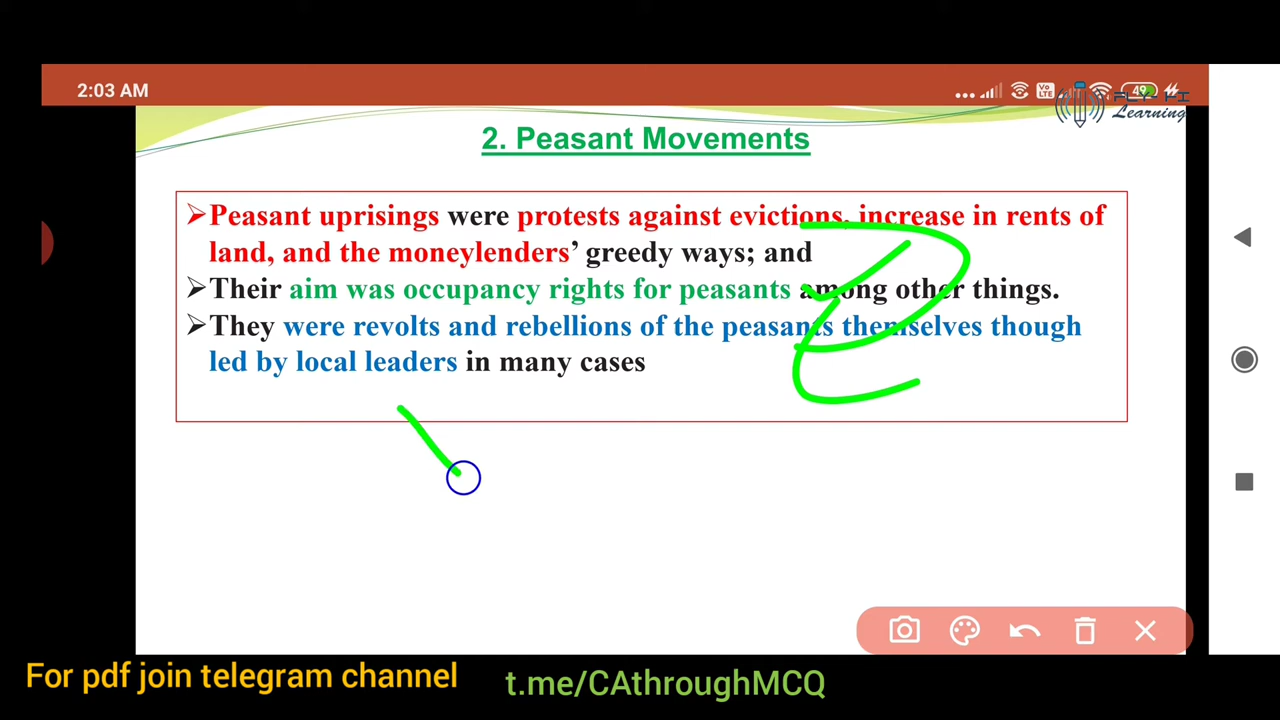 2:03 AM
Vo LTE
49
Learning
2. Peasant Movements
➢Peasant uprisings were protests against evictions, increase in rents of
land, and the moneylenders’ greedy ways; and
➢Their aim was occupancy rights for peasants among other things.
➢They were revolts and rebellions of the peasants themselves though
led by local leaders in many cases
For pdf join telegram channel
t.me/CAthroughMCQ